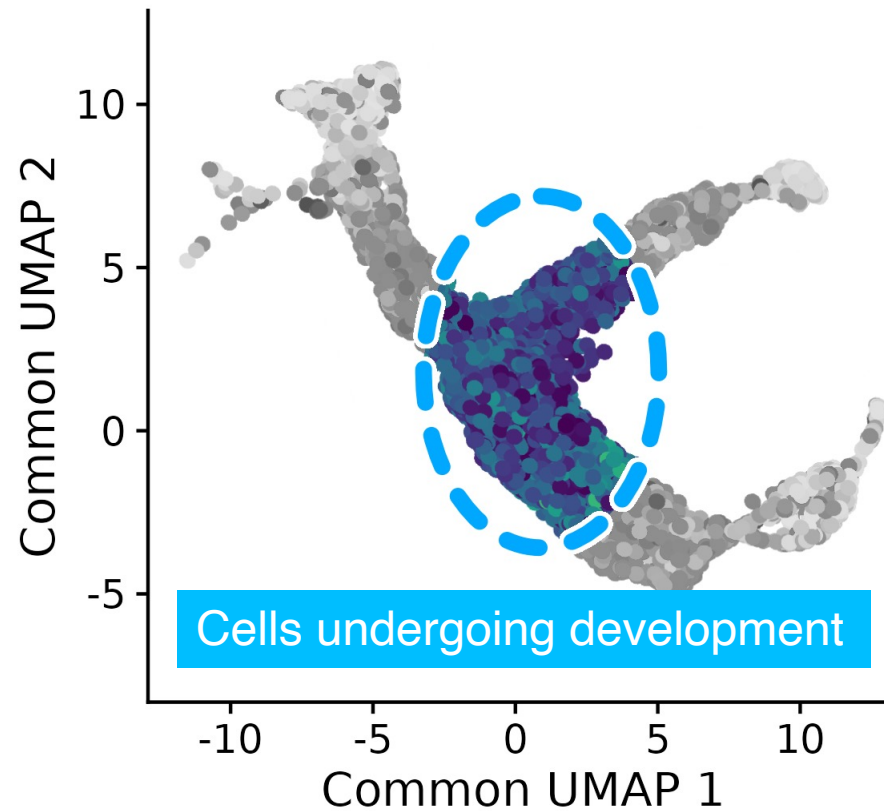 Common UMAP 2
10
5
0
-5
Cells undergoing development
-10 -5 0 5 10
Common UMAP 1